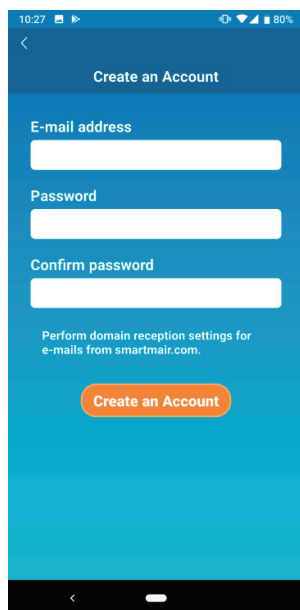 10:27 80%
Create an Account
E-mail address
Password
Confirm password
Perform domain reception settings for
e-mails from smartmair.com.
Create an Account